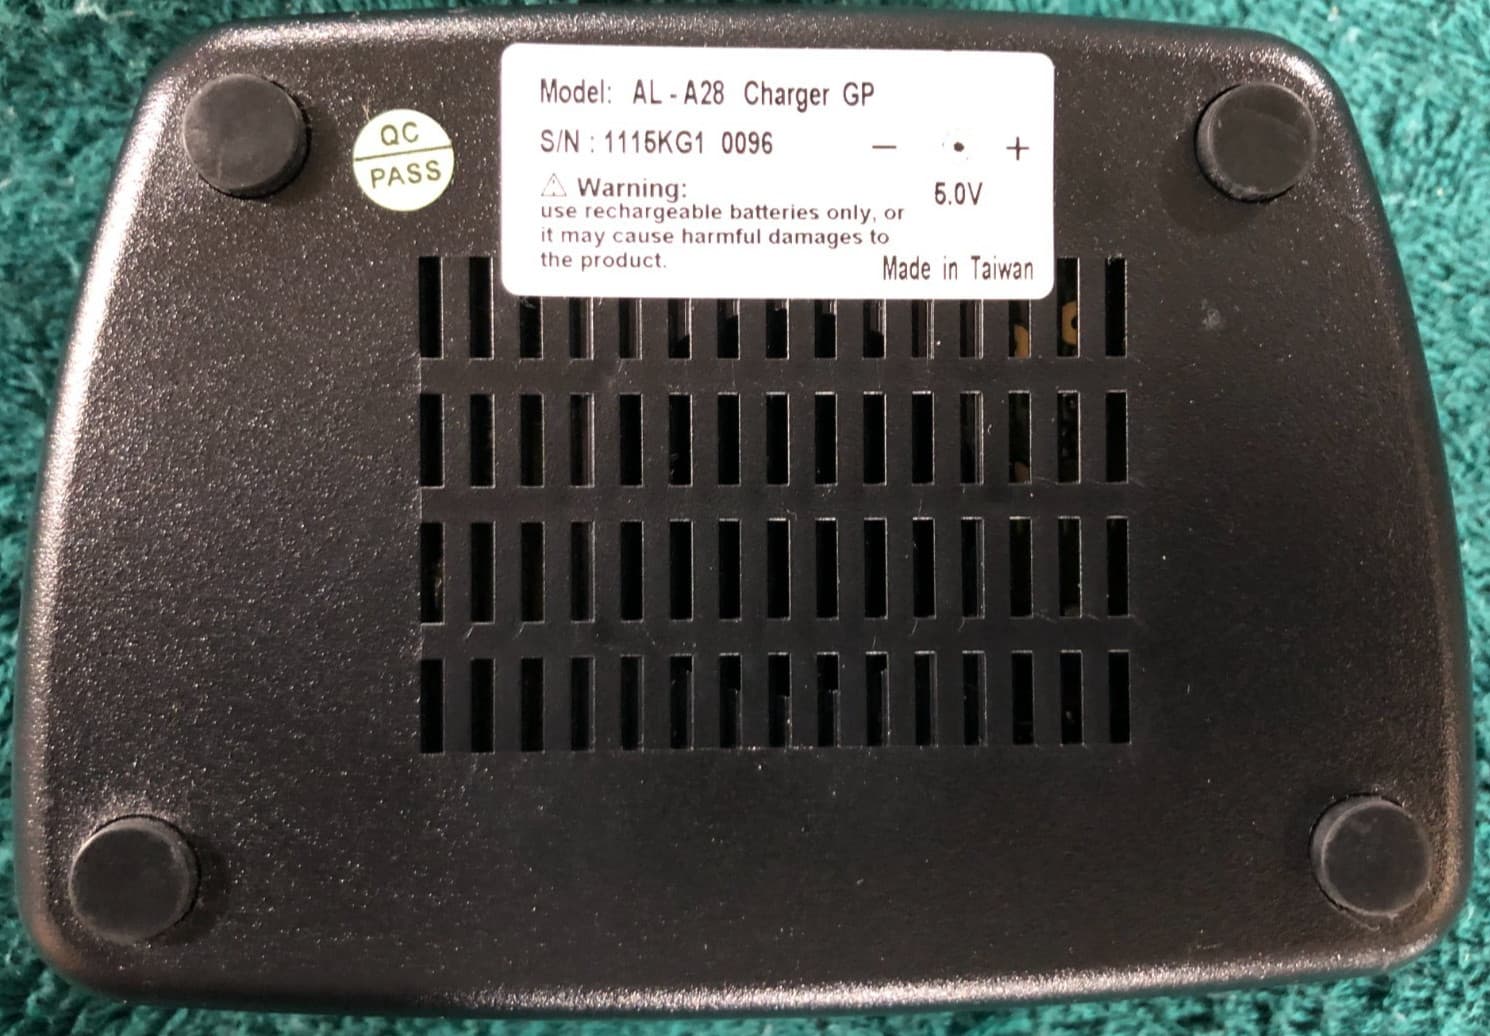 QC
PASS
Model: AL - A28 Charger GP
S/N : 1115KG1 0096
− +
⚠ Warning:
5.0V
use rechargeable batteries only, or
it may cause harmful damages to
the product.
Made in Taiwan